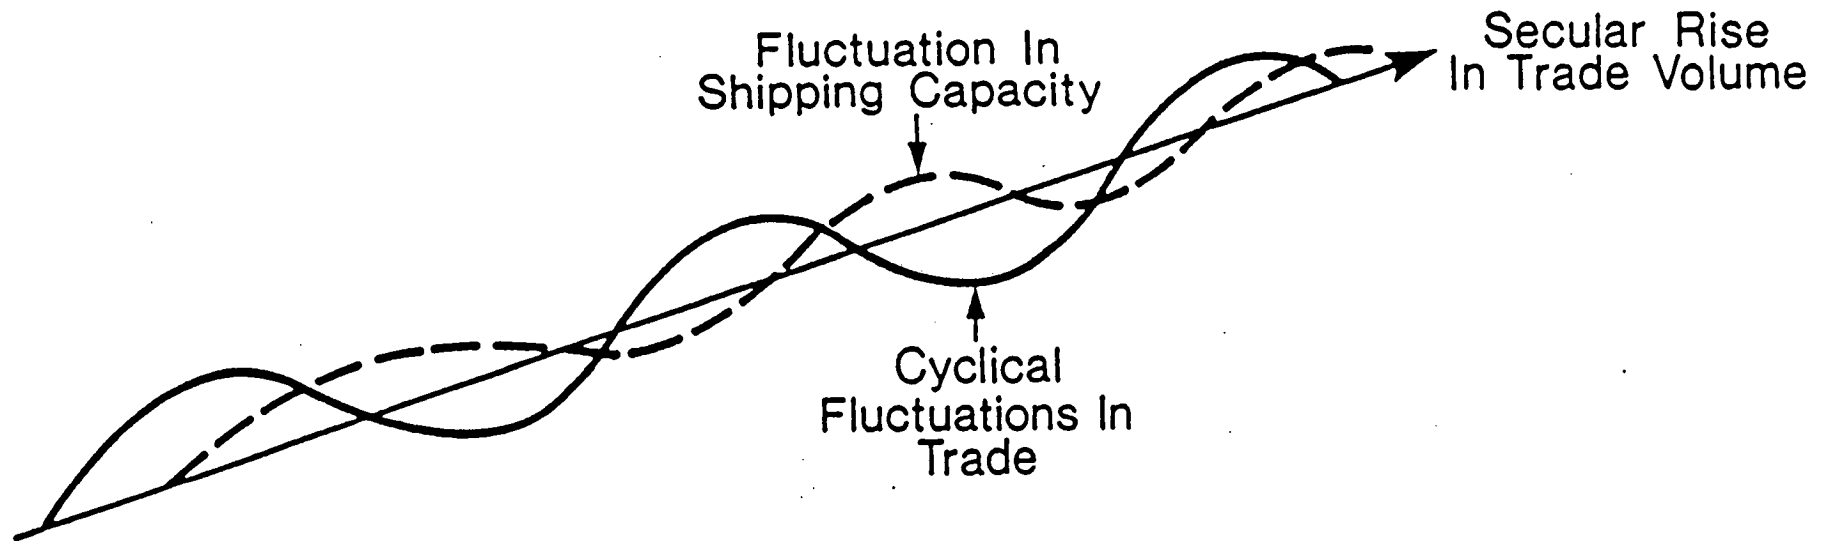 Fluctuation In
Shipping Capacity
Secular Rise
In Trade Volume
Cyclical
Fluctuations In
Trade